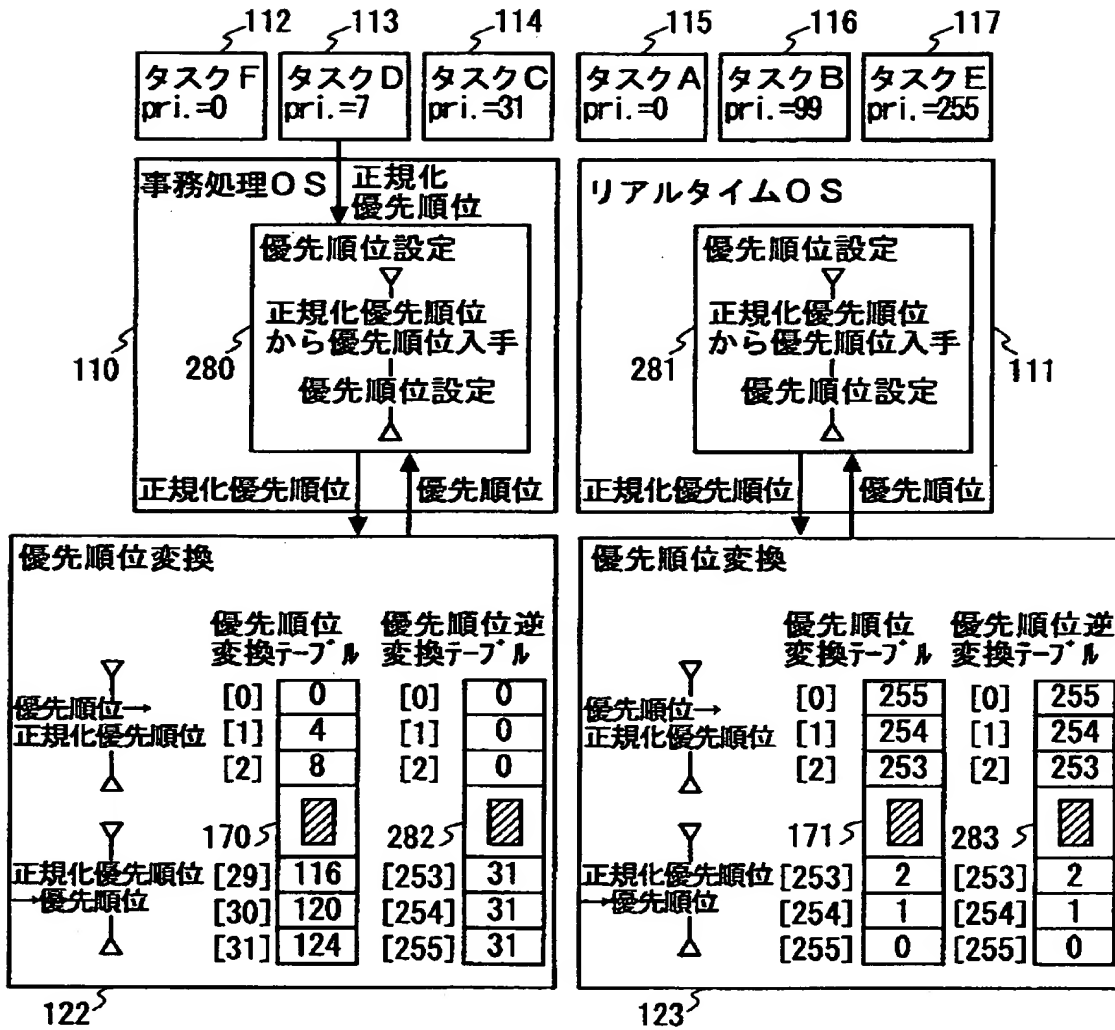 112
113
114
115
116
117
タスクF
pri.=0
タスクD
pri.=7
タスクC
pri.=31
タスクA
pri.=0
タスクB
pri.=99
タスクE
pri.=255
事務処理OS
正規化
優先順位
優先順位設定
正規化優先順位
から優先順位入手
優先順位設定
110
280
正規化優先順位
優先順位
リアルタイムOS
優先順位設定
正規化優先順位
から優先順位入手
優先順位設定
281
111
正規化優先順位
優先順位
優先順位変換
優先順位
変換テーブル
優先順位逆
変換テーブル
優先順位→
正規化優先順位
[0] 0 [0] 0
[1] 4 [1] 0
[2] 8 [2] 0
170 282
正規化優先順位
→優先順位
[29] 116 [253] 31
[30] 120 [254] 31
[31] 124 [255] 31
122
優先順位変換
優先順位
変換テーブル
優先順位逆
変換テーブル
優先順位→
正規化優先順位
[0] 255 [0] 255
[1] 254 [1] 254
[2] 253 [2] 253
171 283
正規化優先順位
→優先順位
[253] 2 [253] 2
[254] 1 [254] 1
[255] 0 [255] 0
123